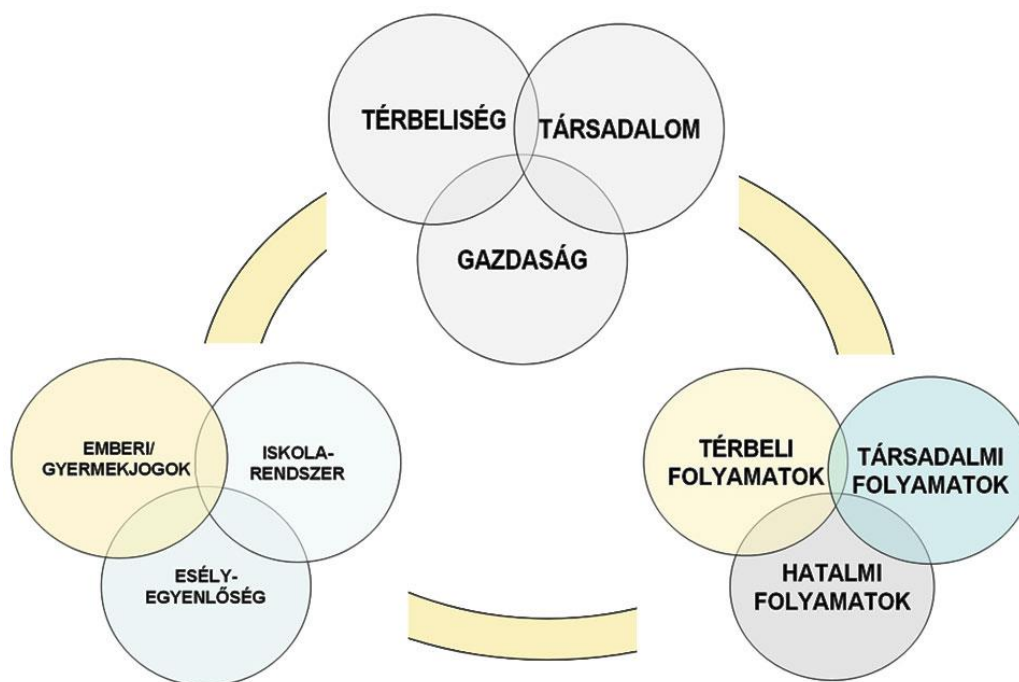 TÉRBELISÉG
TÁRSADALOM
GAZDASÁG
EMBERI/
GYERMEKJOGOK
ISKOLA-
RENDSZER
ESÉLY-
EGYENLŐSÉG
TÉRBELI
FOLYAMATOK
TÁRSADALMI
FOLYAMATOK
HATALMI
FOLYAMATOK